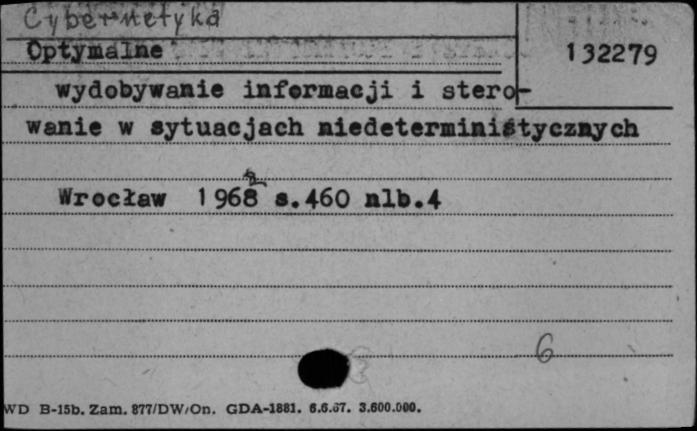 Cybernetyka
Optymalne
132279
wydobywanie informacji i stero-
wanie w sytuacjach niedeterministycznych
2
Wrocław 1968 s.460 nlb.4
6
WD B-15b. Zam. 877/DW/On. GDA-1881. 6.6.67. 3.600.000.